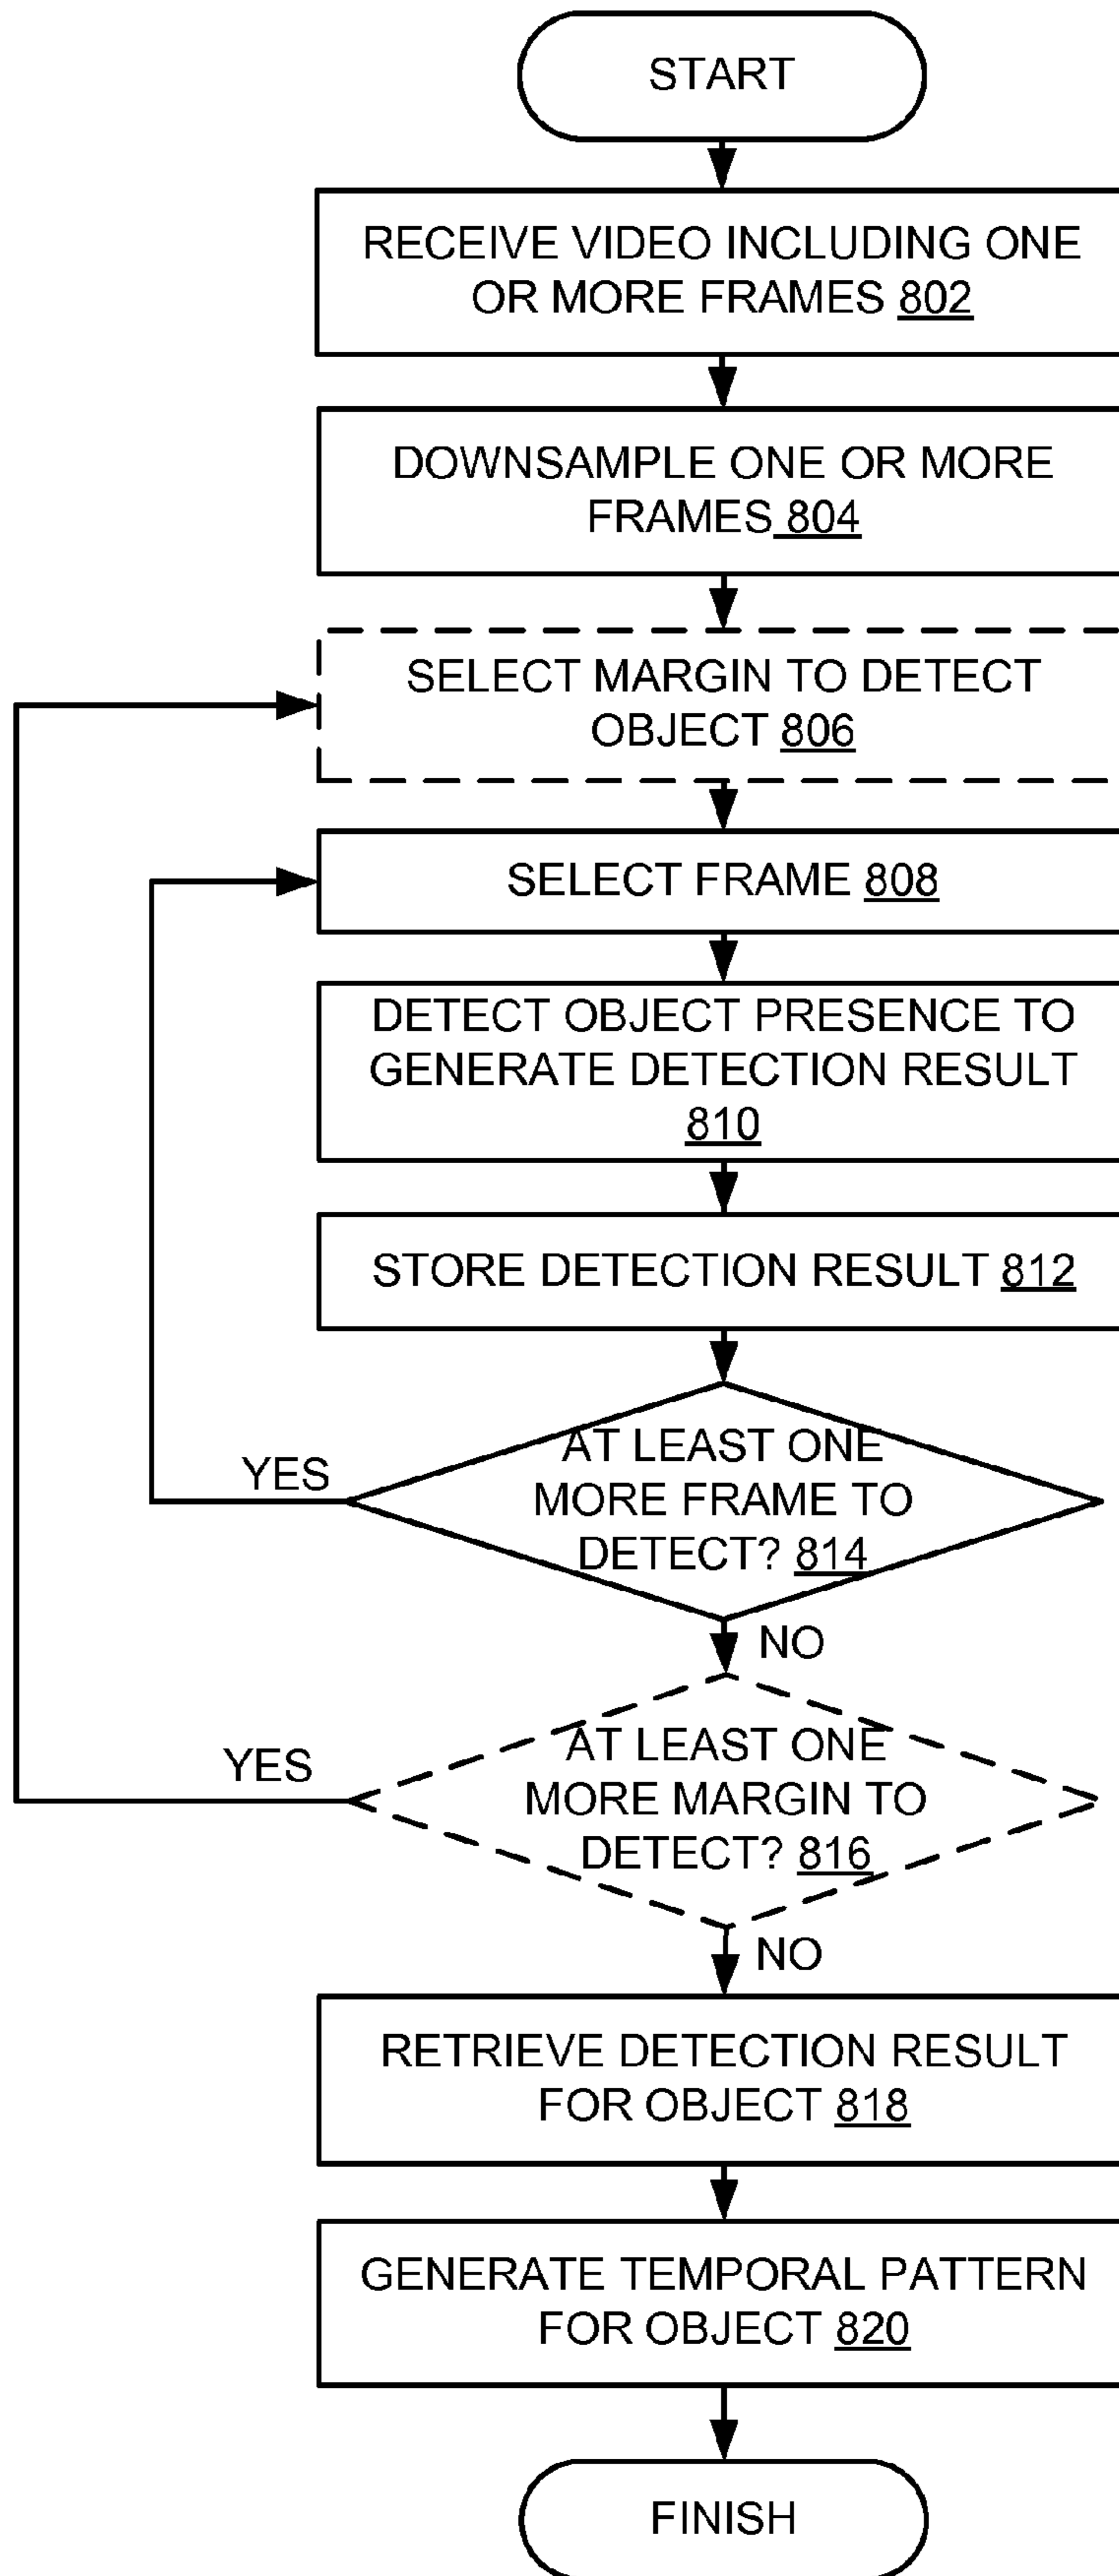 START
RECEIVE VIDEO INCLUDING ONE
OR MORE FRAMES 802
DOWNSAMPLE ONE OR MORE
FRAMES 804
SELECT MARGIN TO DETECT
OBJECT 806
SELECT FRAME 808
DETECT OBJECT PRESENCE TO
GENERATE DETECTION RESULT
810
STORE DETECTION RESULT 812
AT LEAST ONE
MORE FRAME TO
DETECT? 814
YES
NO
AT LEAST ONE
MORE MARGIN TO
DETECT? 816
YES
NO
RETRIEVE DETECTION RESULT
FOR OBJECT 818
GENERATE TEMPORAL PATTERN
FOR OBJECT 820
FINISH